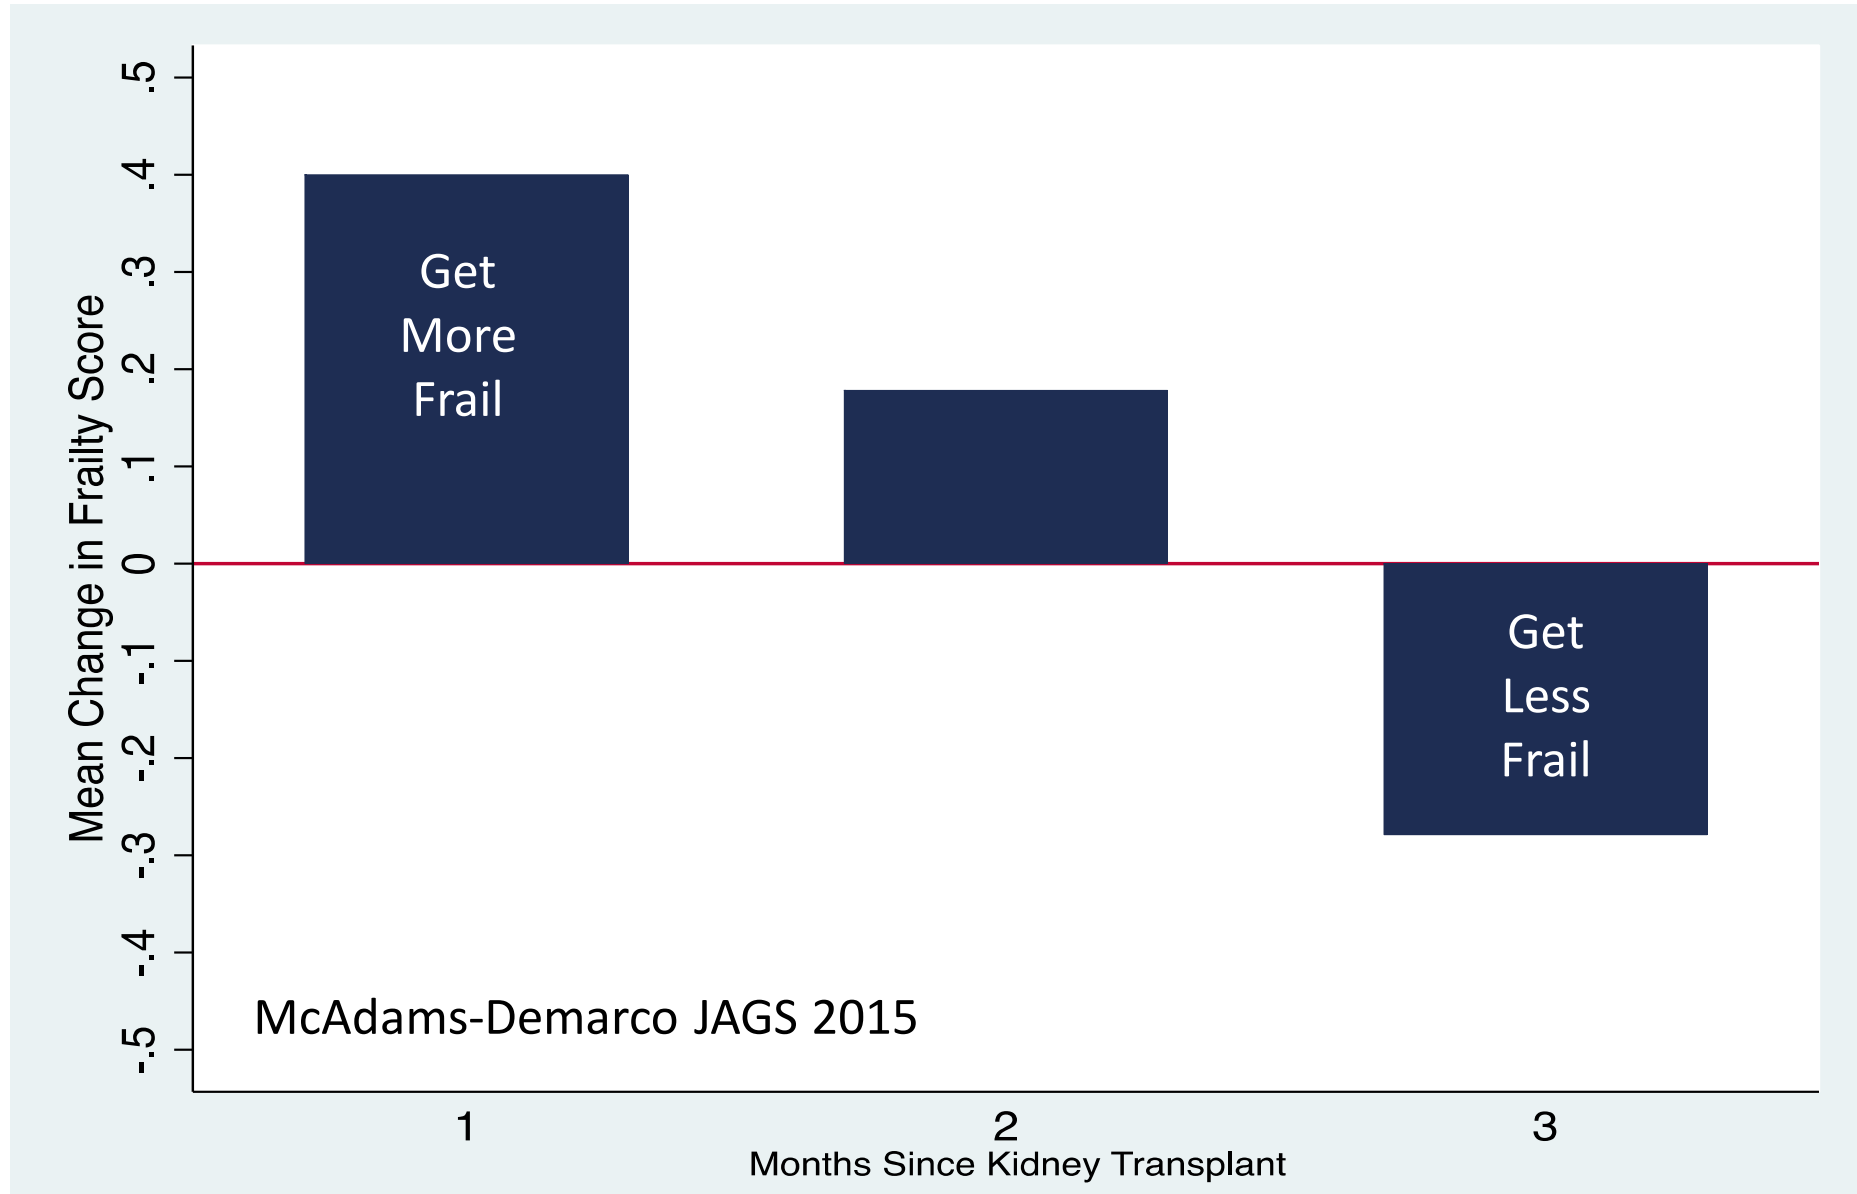 Mean Change in Frailty Score
.5
.4
.3
.2
.1
0
-.1
-.2
-.3
-.4
-.5
Get
More
Frail
Get
Less
Frail
McAdams-Demarco JAGS 2015
1 2 3
Months Since Kidney Transplant